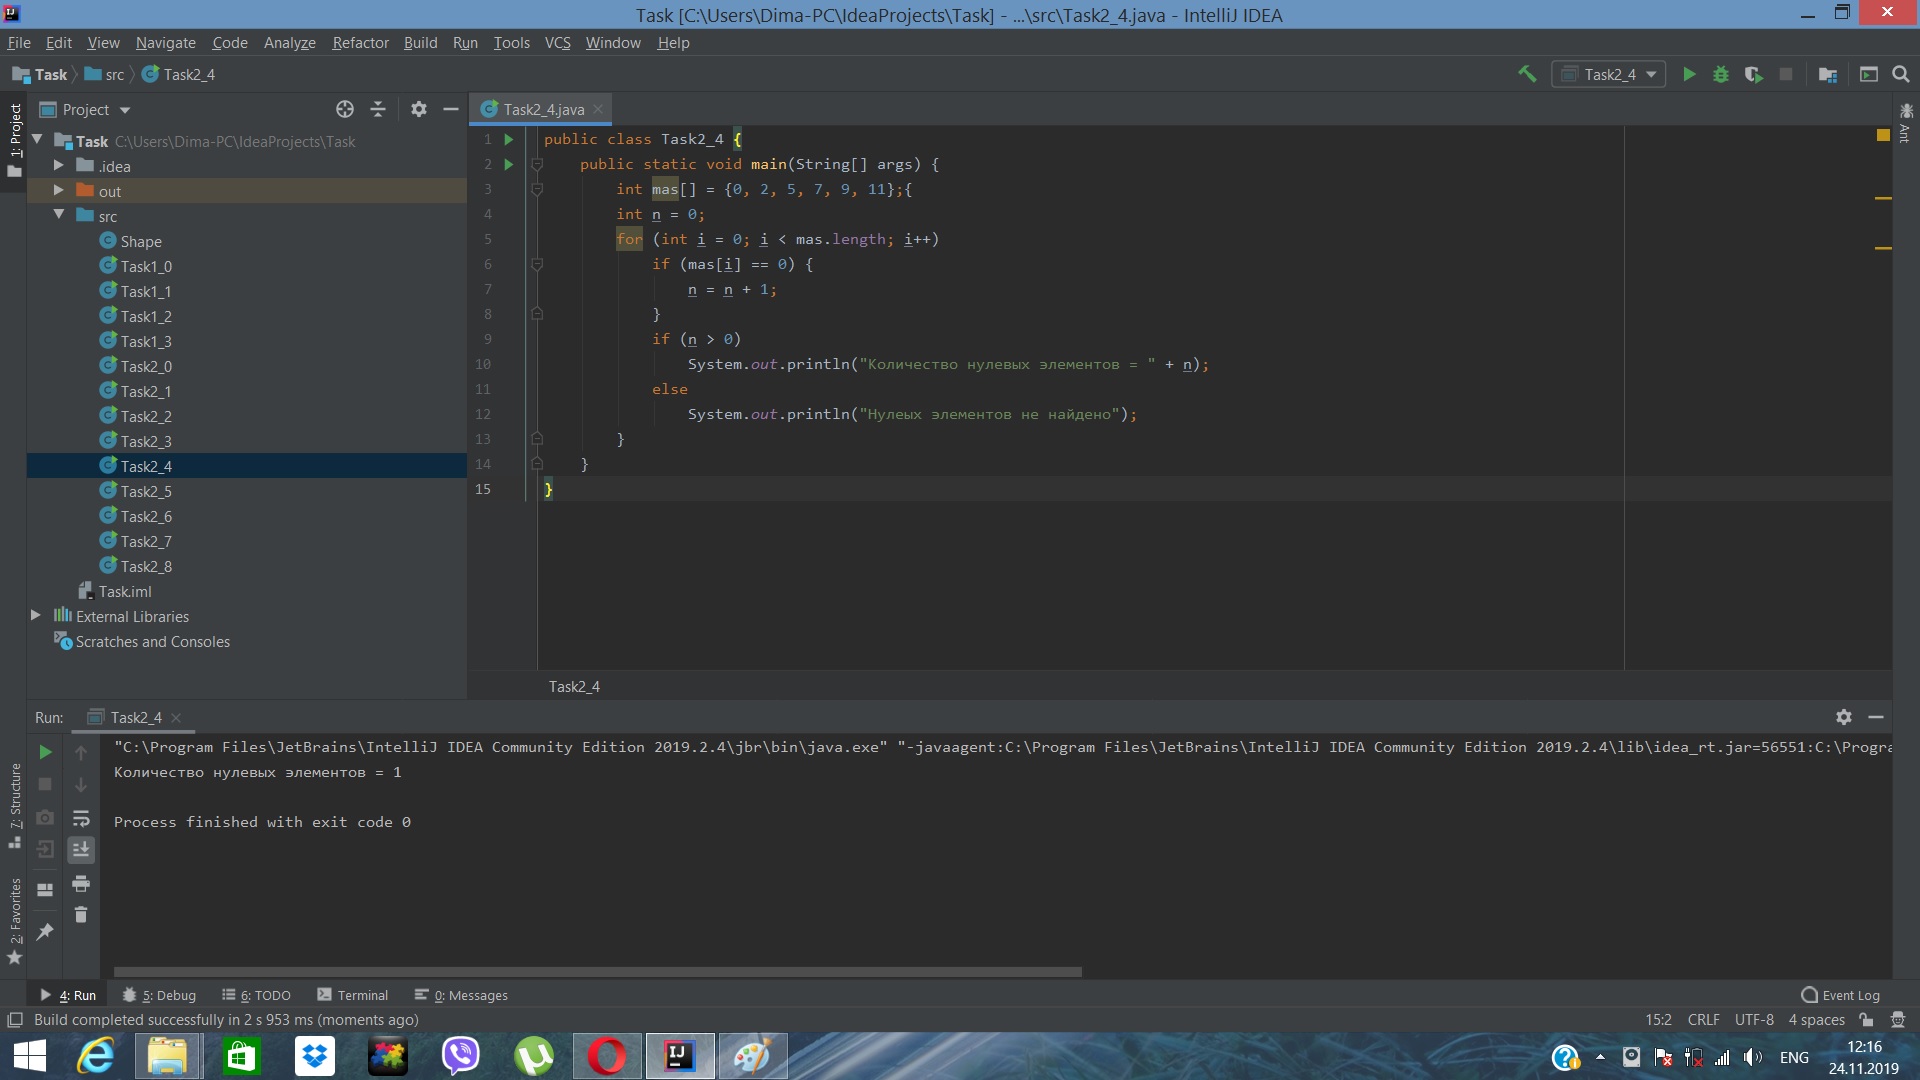 Task [C:\Users\Dima-PC\IdeaProjects\Task] - ...\src\Task2_4.java - IntelliJ IDEA
File Edit View Navigate Code Analyze Refactor Build Run Tools VCS Window Help
Task src Task2_4
Task2_4
1: Project
Project
Task2_4.java
Ant
Task C:\Users\Dima-PC\IdeaProjects\Task
.idea
out
src
Shape
Task1_0
Task1_1
Task1_2
Task1_3
Task2_0
Task2_1
Task2_2
Task2_3
Task2_4
Task2_5
Task2_6
Task2_7
Task2_8
Task.iml
External Libraries
Scratches and Consoles
1 public class Task2_4 {
2 public static void main(String[] args) {
3 int mas[] = {0, 2, 5, 7, 9, 11};{
4 int n = 0;
5 for (int i = 0; i < mas.length; i++)
6 if (mas[i] == 0) {
7 n = n + 1;
8 }
9 if (n > 0)
10 System.out.println("Количество нулевых элементов = " + n);
11 else
12 System.out.println("Нулеых элементов не найдено");
13 }
14 }
15 }
Task2_4
Run: Task2_4
"C:\Program Files\JetBrains\IntelliJ IDEA Community Edition 2019.2.4\jbr\bin\java.exe" "-javaagent:C:\Program Files\JetBrains\IntelliJ IDEA Community Edition 2019.2.4\lib\idea_rt.jar=56551:C:\Progra
Количество нулевых элементов = 1
Process finished with exit code 0
7: Structure
2: Favorites
4: Run 5: Debug 6: TODO Terminal 0: Messages Event Log
Build completed successfully in 2 s 953 ms (moments ago) 15:2 CRLF UTF-8 4 spaces
ENG
12:16
24.11.2019